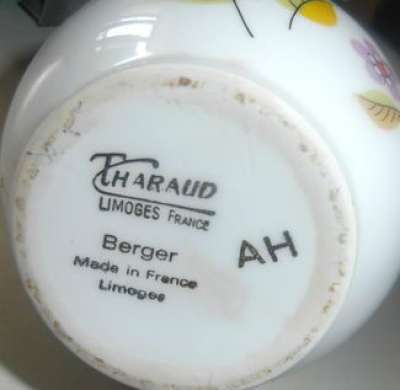 THARAUD
LIMOGES FRANCE
Berger
Made in France
Limoges
AH